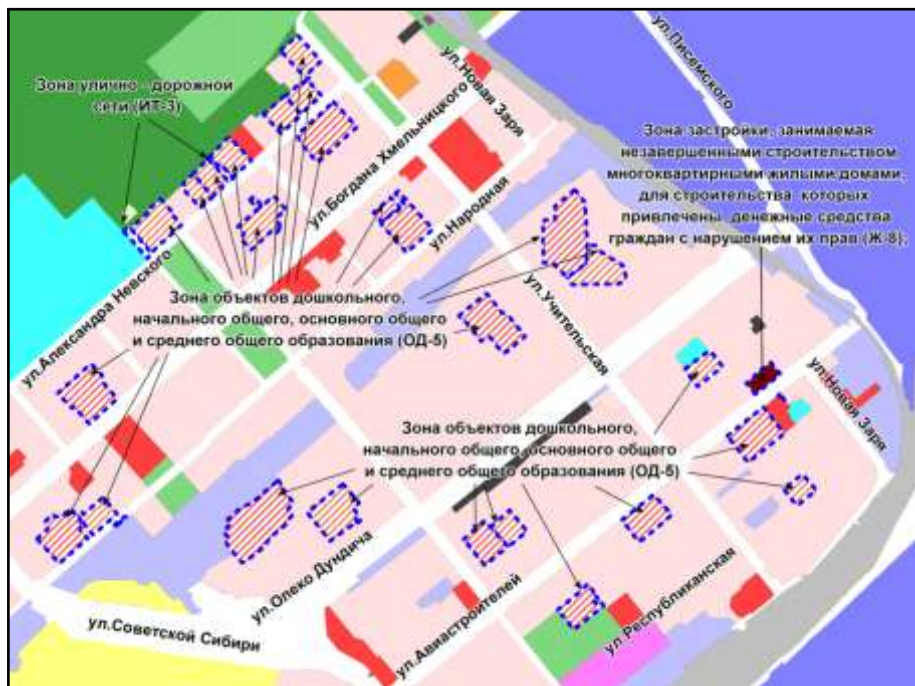 ул.Писемского
ул.Новая Заря
Зона улично - дорожной
сети (ИТ-3)
ул.Богдана Хмельницкого
Зона застройки, занимаемая
незавершенными строительством
многоквартирными жилыми домами,
для строительства которых
привлечены денежные средства
граждан с нарушением их прав (Ж-8);
ул.Народная
ул.Александра Невского
Зона объектов дошкольного,
начального общего, основного общего
и среднего общего образования (ОД-5)
ул.Учительская
ул.Новая Заря
Зона объектов дошкольного,
начального общего, основного общего
и среднего общего образования (ОД-5)
ул.Олеко Дундича
ул.Авиастроителей
ул.Республиканская
ул.Советской Сибири